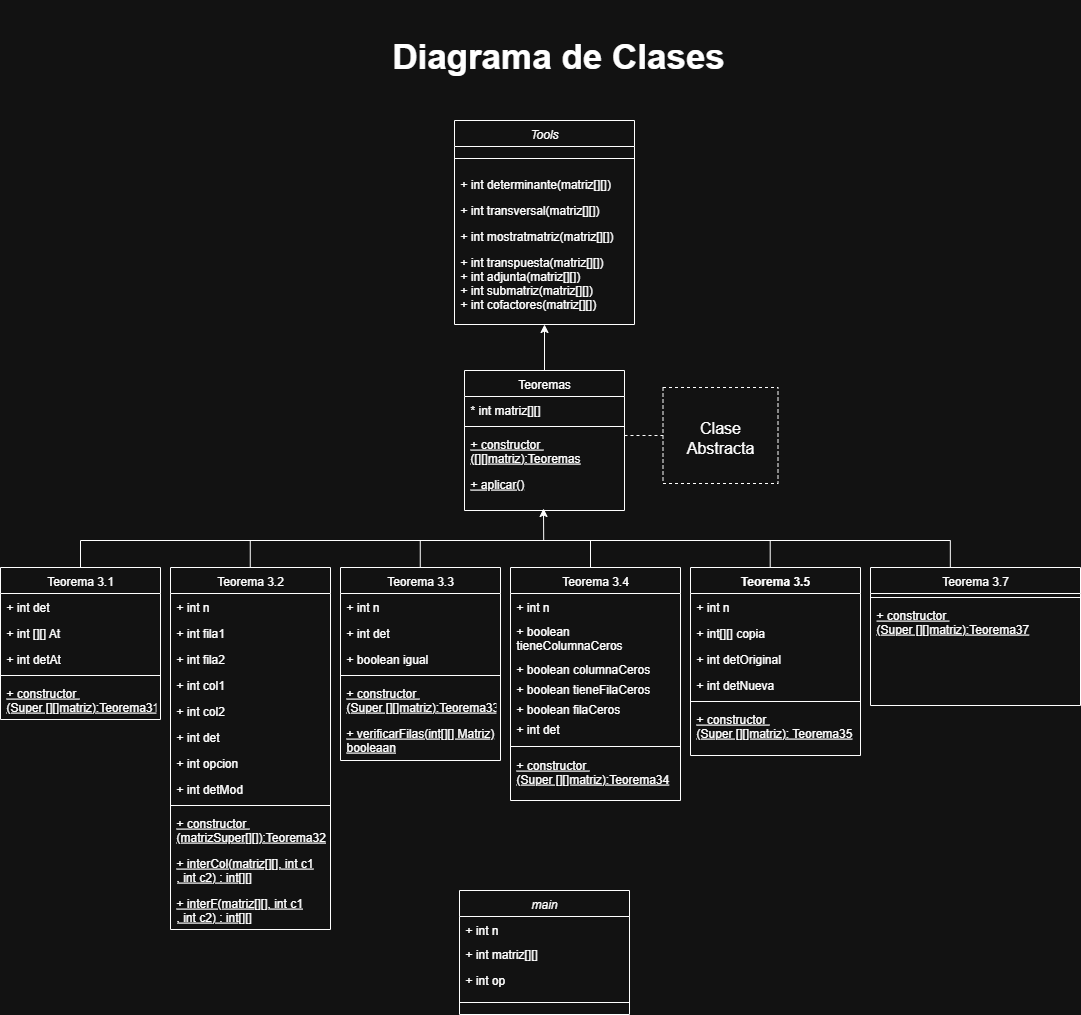 Diagrama de Clases
Tools
+ int determinante(matriz[][])
+ int transversal(matriz[][])
+ int mostratmatriz(matriz[][])
+ int transpuesta(matriz[][])
+ int adjunta(matriz[][])
+ int submatriz(matriz[][])
+ int cofactores(matriz[][])
Teoremas
* int matriz[][]
+ constructor
([][]matriz):Teoremas
+ aplicar()
Clase
Abstracta
Teorema 3.1
+ int det
+ int [][] At
+ int detAt
+ constructor
(Super [][]matriz):Teorema31
Teorema 3.2
+ int n
+ int fila1
+ int fila2
+ int col1
+ int col2
+ int det
+ int opcion
+ int detMod
+ constructor
(matrizSuper[][]):Teorema32
+ interCol(matriz[][], int c1
, int c2) : int[][]
+ interF(matriz[][], int c1
, int c2) : int[][]
Teorema 3.3
+ int n
+ int det
+ boolean igual
+ constructor
(Super [][]matriz):Teorema33
+ verificarFilas(int[][] Matriz)
booleaan
Teorema 3.4
+ int n
+ boolean
tieneColumnaCeros
+ boolean columnaCeros
+ boolean tieneFilaCeros
+ boolean filaCeros
+ int det
+ constructor
(Super [][]matriz):Teorema34
Teorema 3.5
+ int n
+ int[][] copia
+ int detOriginal
+ int detNueva
+ constructor
(Super [][]matriz): Teorema35
Teorema 3.7
+ constructor
(Super [][]matriz):Teorema37
main
+ int n
+ int matriz[][]
+ int op